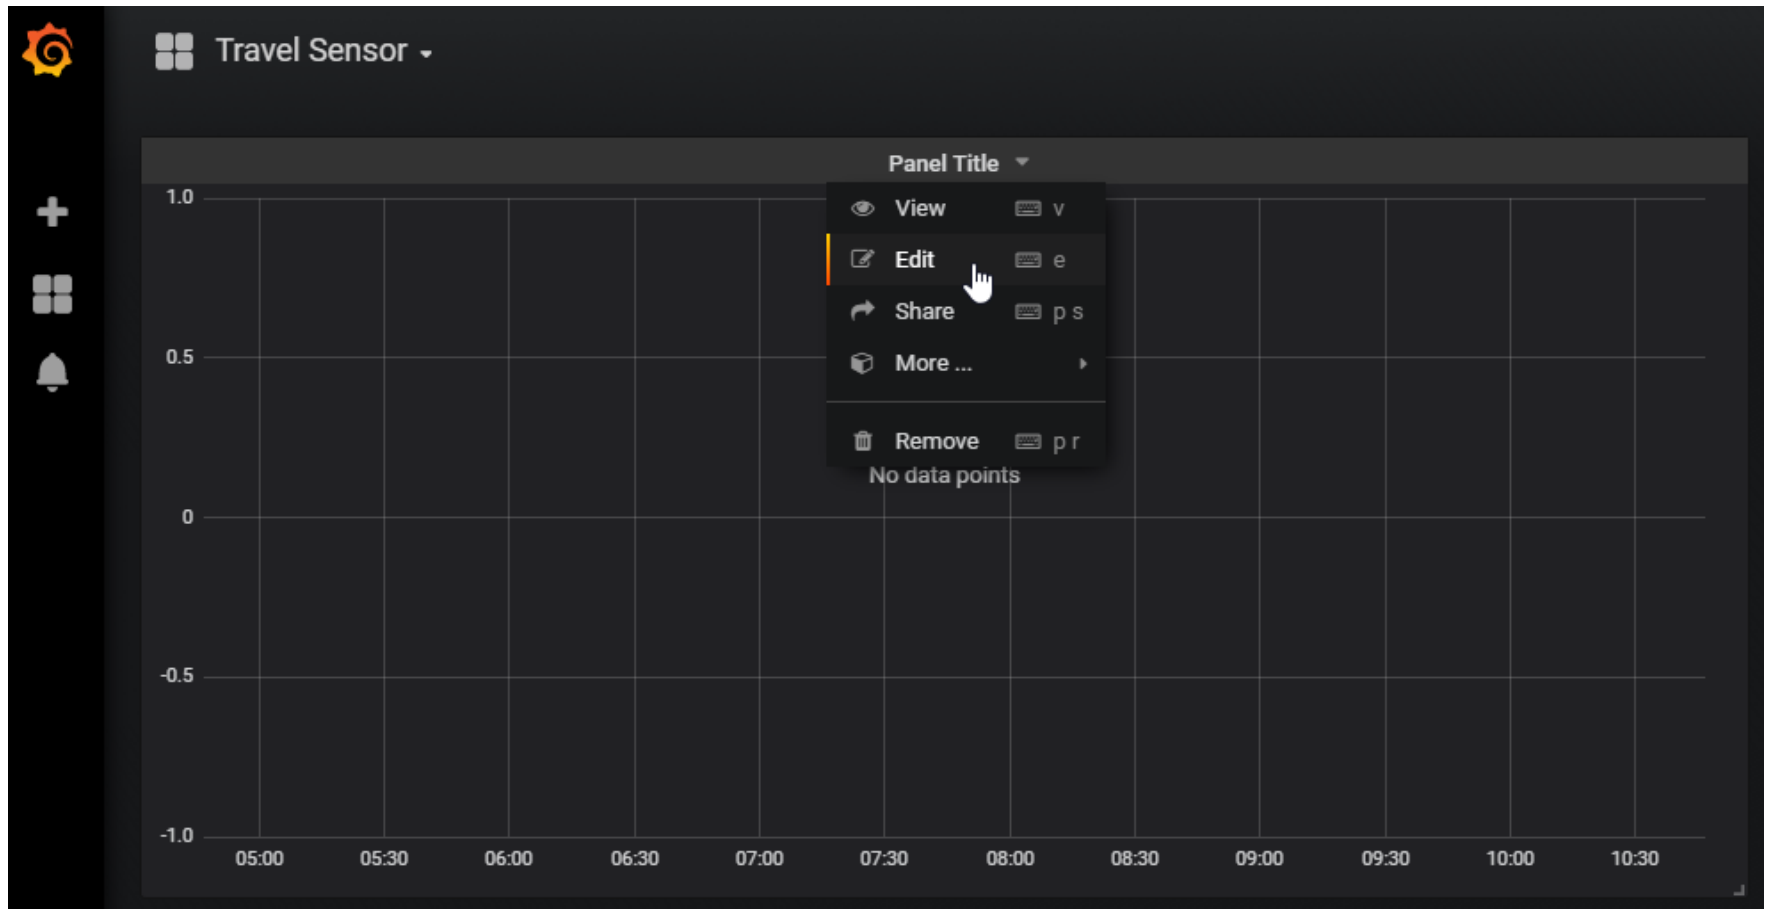 Travel Sensor
Panel Title
View v
Edit e
Share p s
More ...
Remove p r
No data points
1.0
0.5
0
-0.5
-1.0
05:00 05:30 06:00 06:30 07:00 07:30 08:00 08:30 09:00 09:30 10:00 10:30